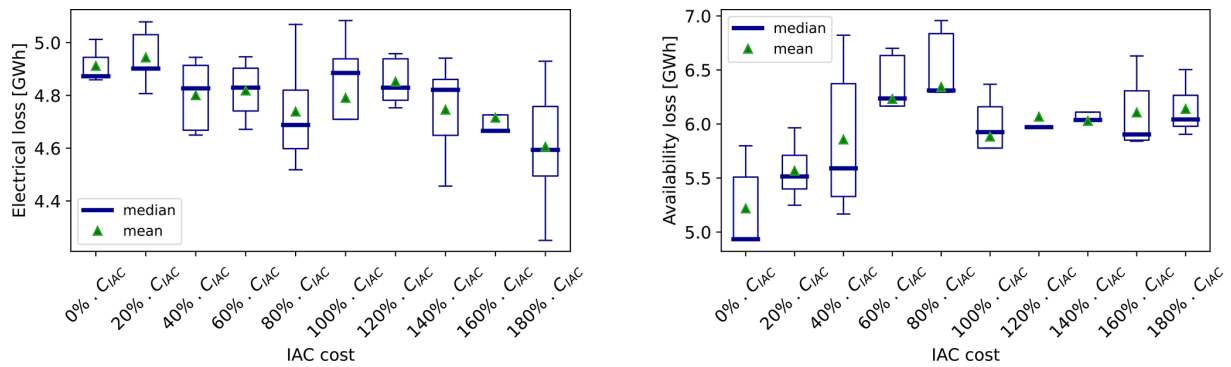 Electrical loss [GWh]
5.0
4.8
4.6
4.4
median
mean
0% . C_IAC
20% . C_IAC
40% . C_IAC
60% . C_IAC
80% . C_IAC
100% . C_IAC
120% . C_IAC
140% . C_IAC
160% . C_IAC
180% . C_IAC
IAC cost
Availability loss [GWh]
7.0
6.5
6.0
5.5
5.0
median
mean
0% . C_IAC
20% . C_IAC
40% . C_IAC
60% . C_IAC
80% . C_IAC
100% . C_IAC
120% . C_IAC
140% . C_IAC
160% . C_IAC
180% . C_IAC
IAC cost